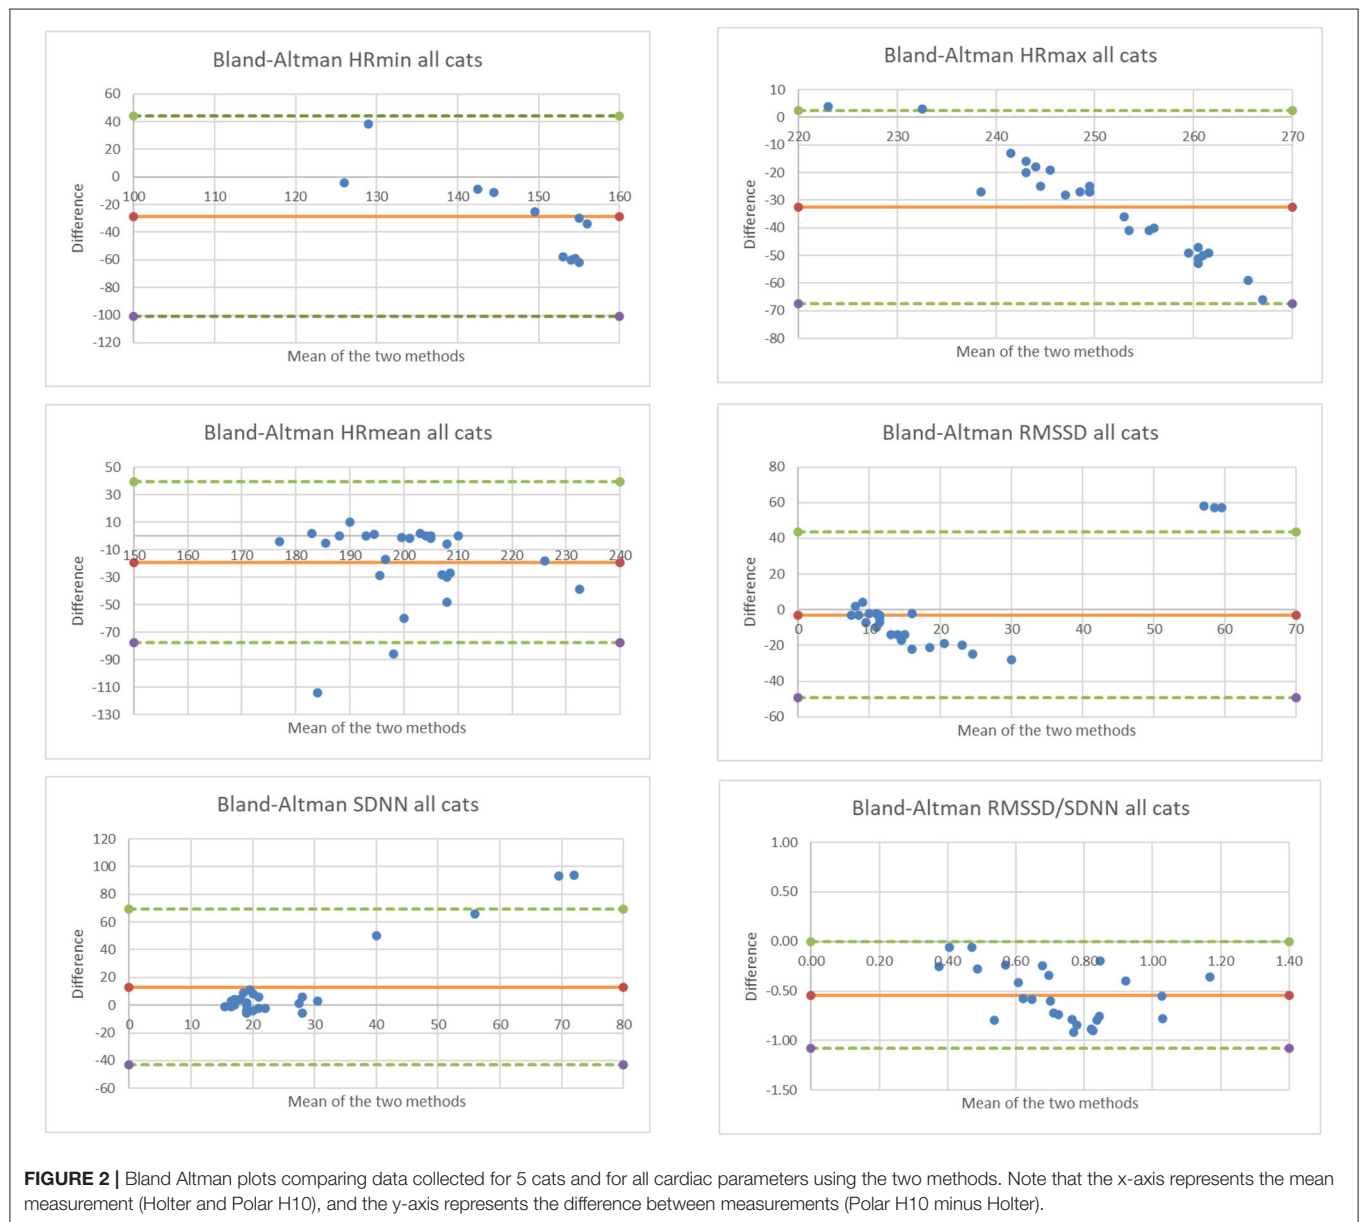 Bland-Altman HRmin all cats
60
40
20
0
-20
-40
-60
-80
-100
-120
100 110 120 130 140 150 160
Difference
Mean of the two methods
Bland-Altman HRmax all cats
10
0
-10
-20
-30
-40
-50
-60
-70
-80
220 230 240 250 260 270
Difference
Mean of the two methods
Bland-Altman HRmean all cats
50
30
10
-10
-30
-50
-70
-90
-110
-130
150 160 170 180 190 200 210 220 230 240
Difference
Mean of the two methods
Bland-Altman RMSSD all cats
80
60
40
20
0
-20
-40
-60
0 10 20 30 40 50 60 70
Difference
Mean of the two methods
Bland-Altman SDNN all cats
120
100
80
60
40
20
0
-20
-40
-60
0 10 20 30 40 50 60 70 80
Difference
Mean of the two methods
Bland-Altman RMSSD/SDNN all cats
1.00
0.50
0.00
-0.50
-1.00
-1.50
0.00 0.20 0.40 0.60 0.80 1.00 1.20 1.40
Difference
Mean of the two methods
FIGURE 2 | Bland Altman plots comparing data collected for 5 cats and for all cardiac parameters using the two methods. Note that the x-axis represents the mean
measurement (Holter and Polar H10), and the y-axis represents the difference between measurements (Polar H10 minus Holter).